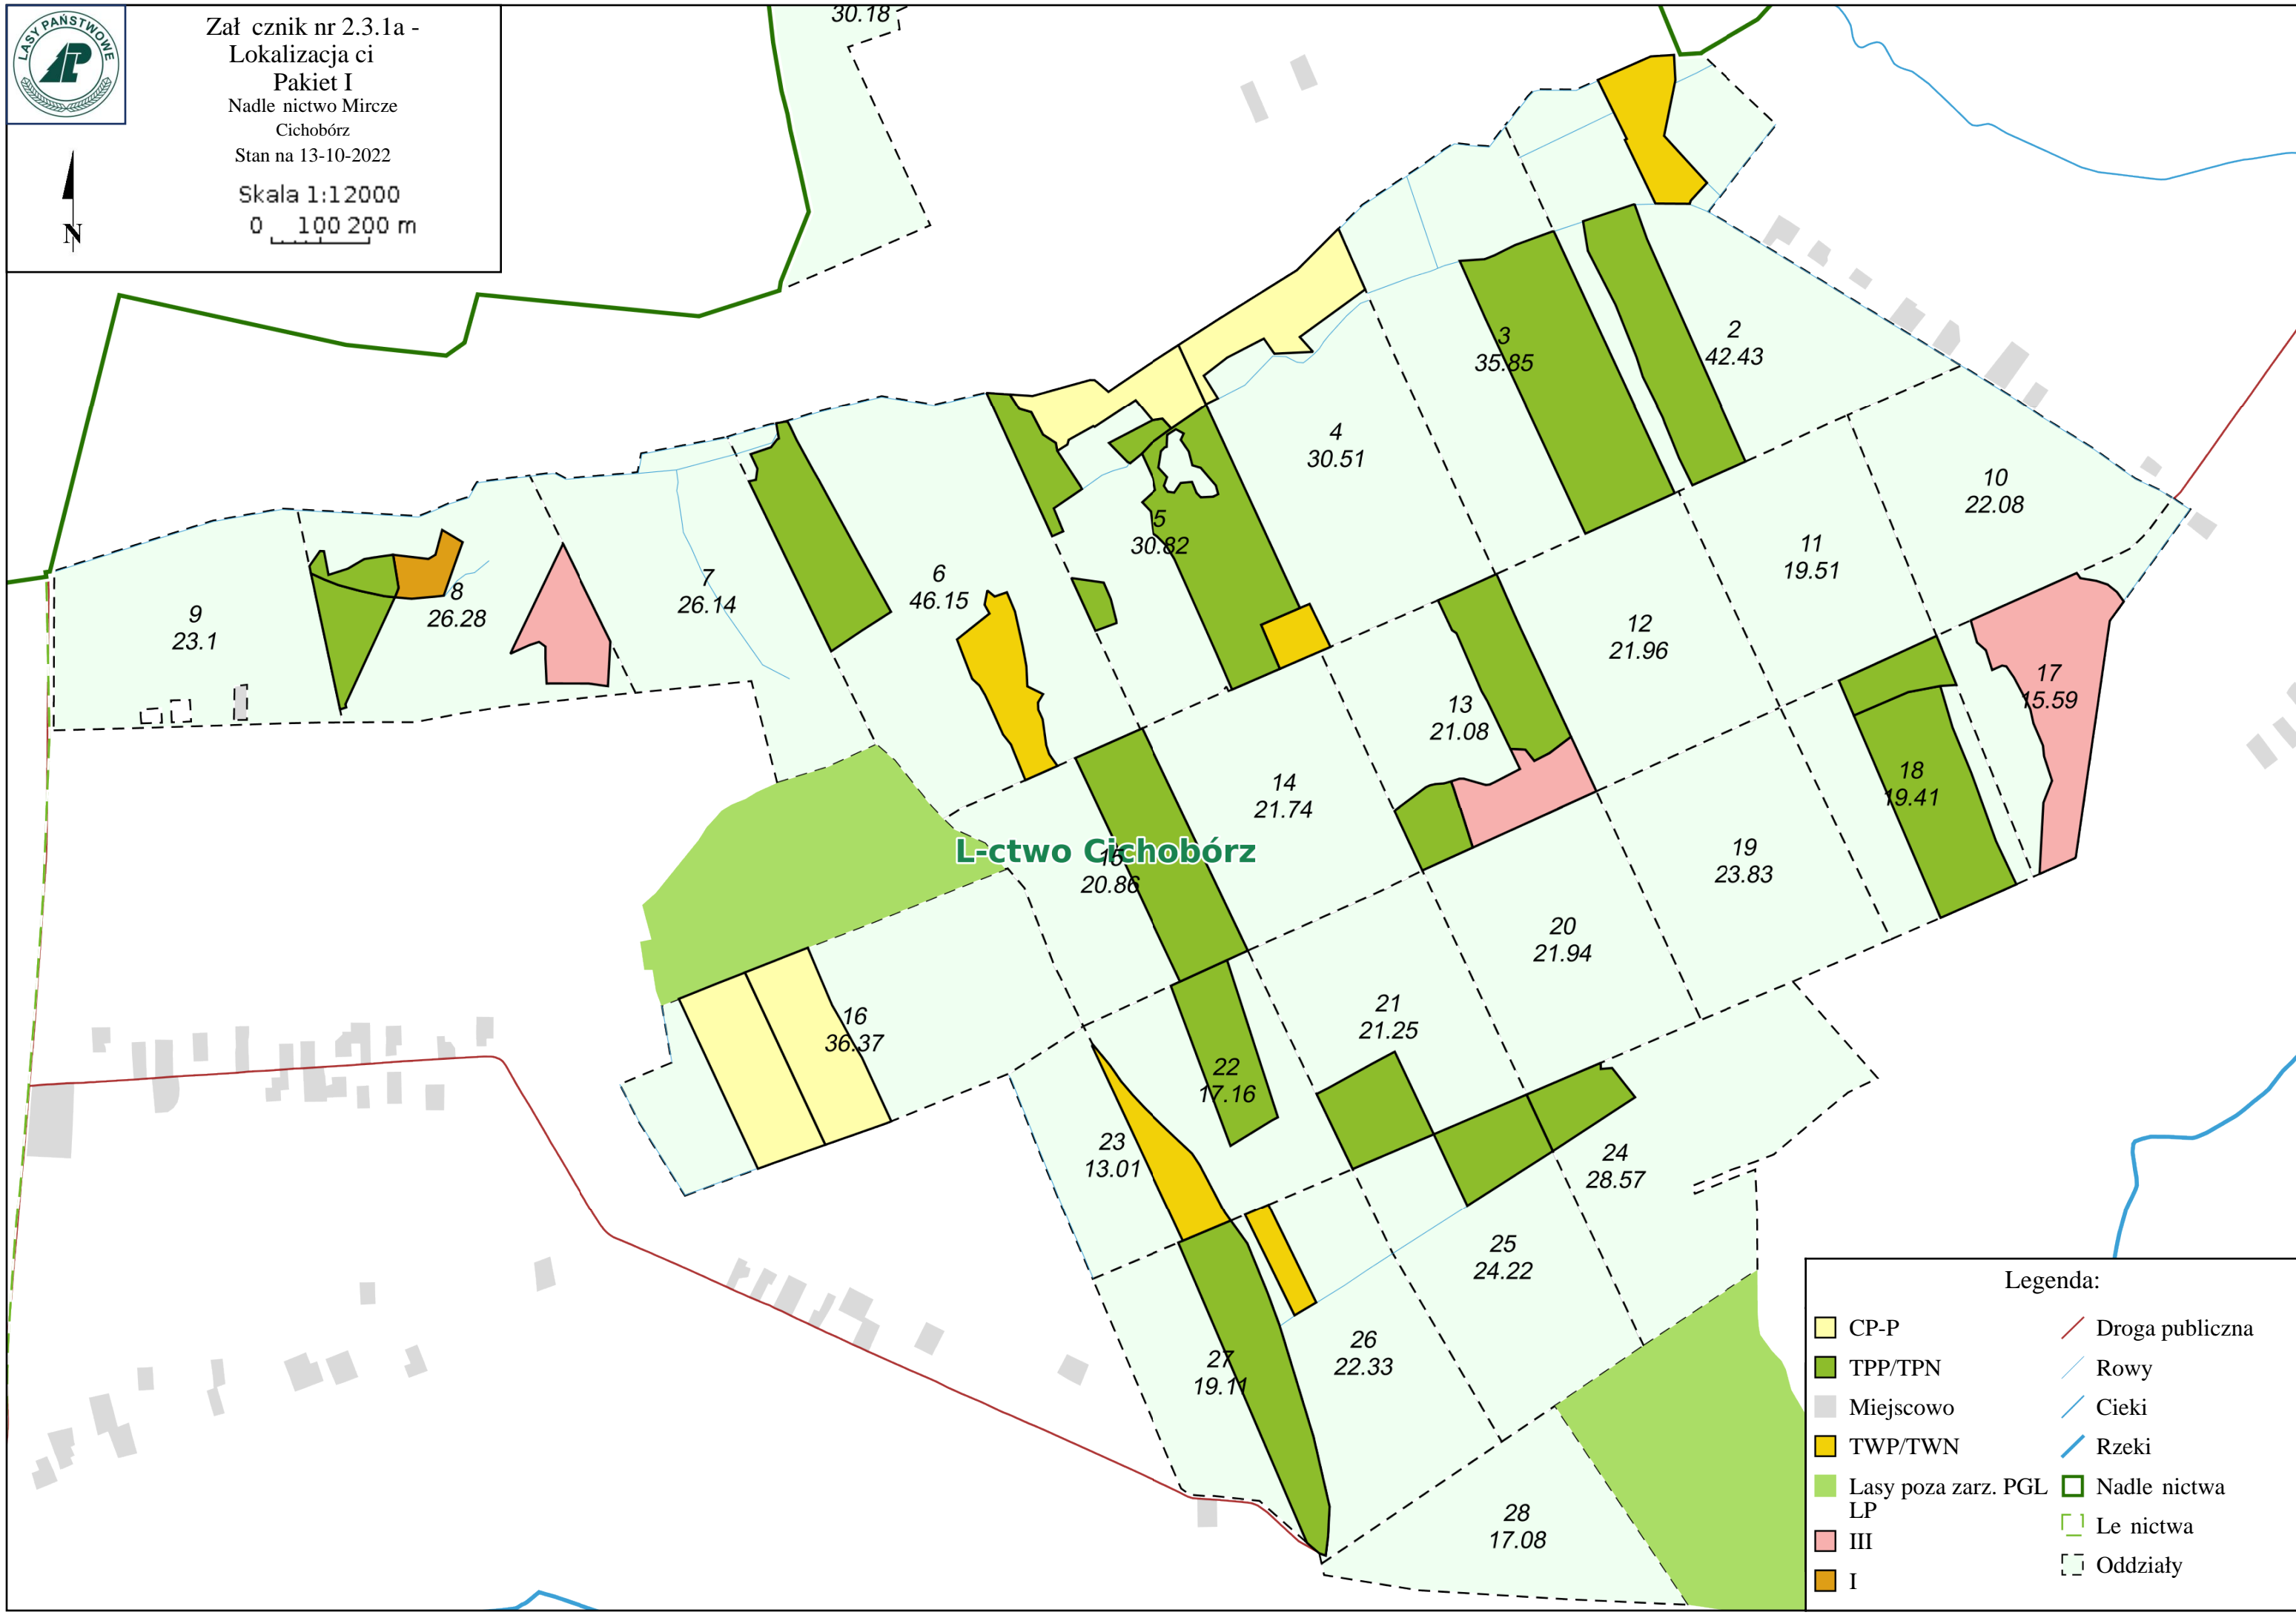 LASY PAŃSTWOWE
Zał cznik nr 2.3.1a -
Lokalizacja ci
Pakiet I
Nadle nictwo Mircze
Cichobórz
Stan na 13-10-2022
Skala 1:12000
0 100 200 m
N
30.18
2
42.43
3
35.85
4
30.51
10
22.08
5
30.82
11
19.51
6
46.15
7
26.14
8
26.28
9
23.1
12
21.96
17
15.59
13
21.08
18
19.41
14
21.74
L-ctwo Cichobórz
15
20.86
19
23.83
20
21.94
16
36.37
21
21.25
22
17.16
23
13.01
24
28.57
25
24.22
26
22.33
27
19.11
28
17.08
Legenda:
CP-P
TPP/TPN
Miejscowo
TWP/TWN
Lasy poza zarz. PGL
LP
III
I
Droga publiczna
Rowy
Cieki
Rzeki
Nadle nictwa
Le nictwa
Oddziały